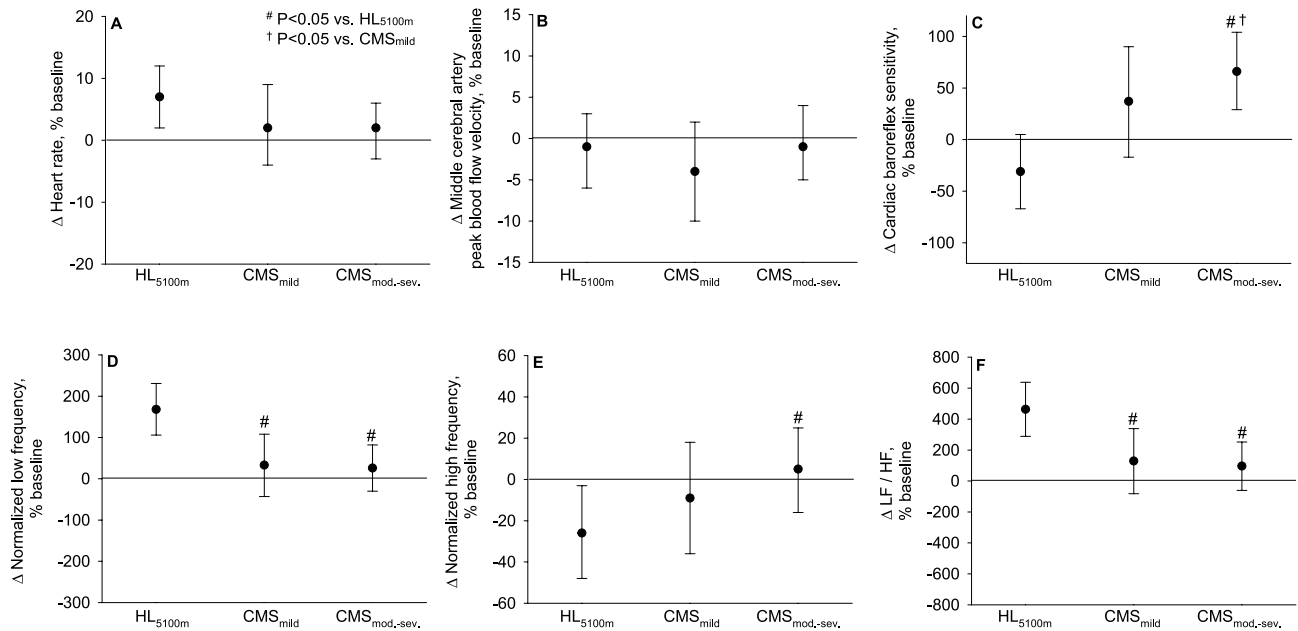 A
# P<0.05 vs. HL5100m
† P<0.05 vs. CMSmild
Δ Heart rate, % baseline
20
10
0
-10
-20
HL5100m CMSmild CMSmod.-sev.
B
Δ Middle cerebral artery
peak blood flow velocity, % baseline
15
10
5
0
-5
-10
-15
HL5100m CMSmild CMSmod.-sev.
C
# †
Δ Cardiac baroreflex sensitivity,
% baseline
100
50
0
-50
-100
HL5100m CMSmild CMSmod.-sev.
D
Δ Normalized low frequency,
% baseline
300
200
100
0
-100
-200
-300
# #
HL5100m CMSmild CMSmod.-sev.
E
Δ Normalized high frequency,
% baseline
60
40
20
0
-20
-40
-60
#
HL5100m CMSmild CMSmod.-sev.
F
Δ LF / HF,
% baseline
800
600
400
200
0
-200
-400
-600
-800
# #
HL5100m CMSmild CMSmod.-sev.